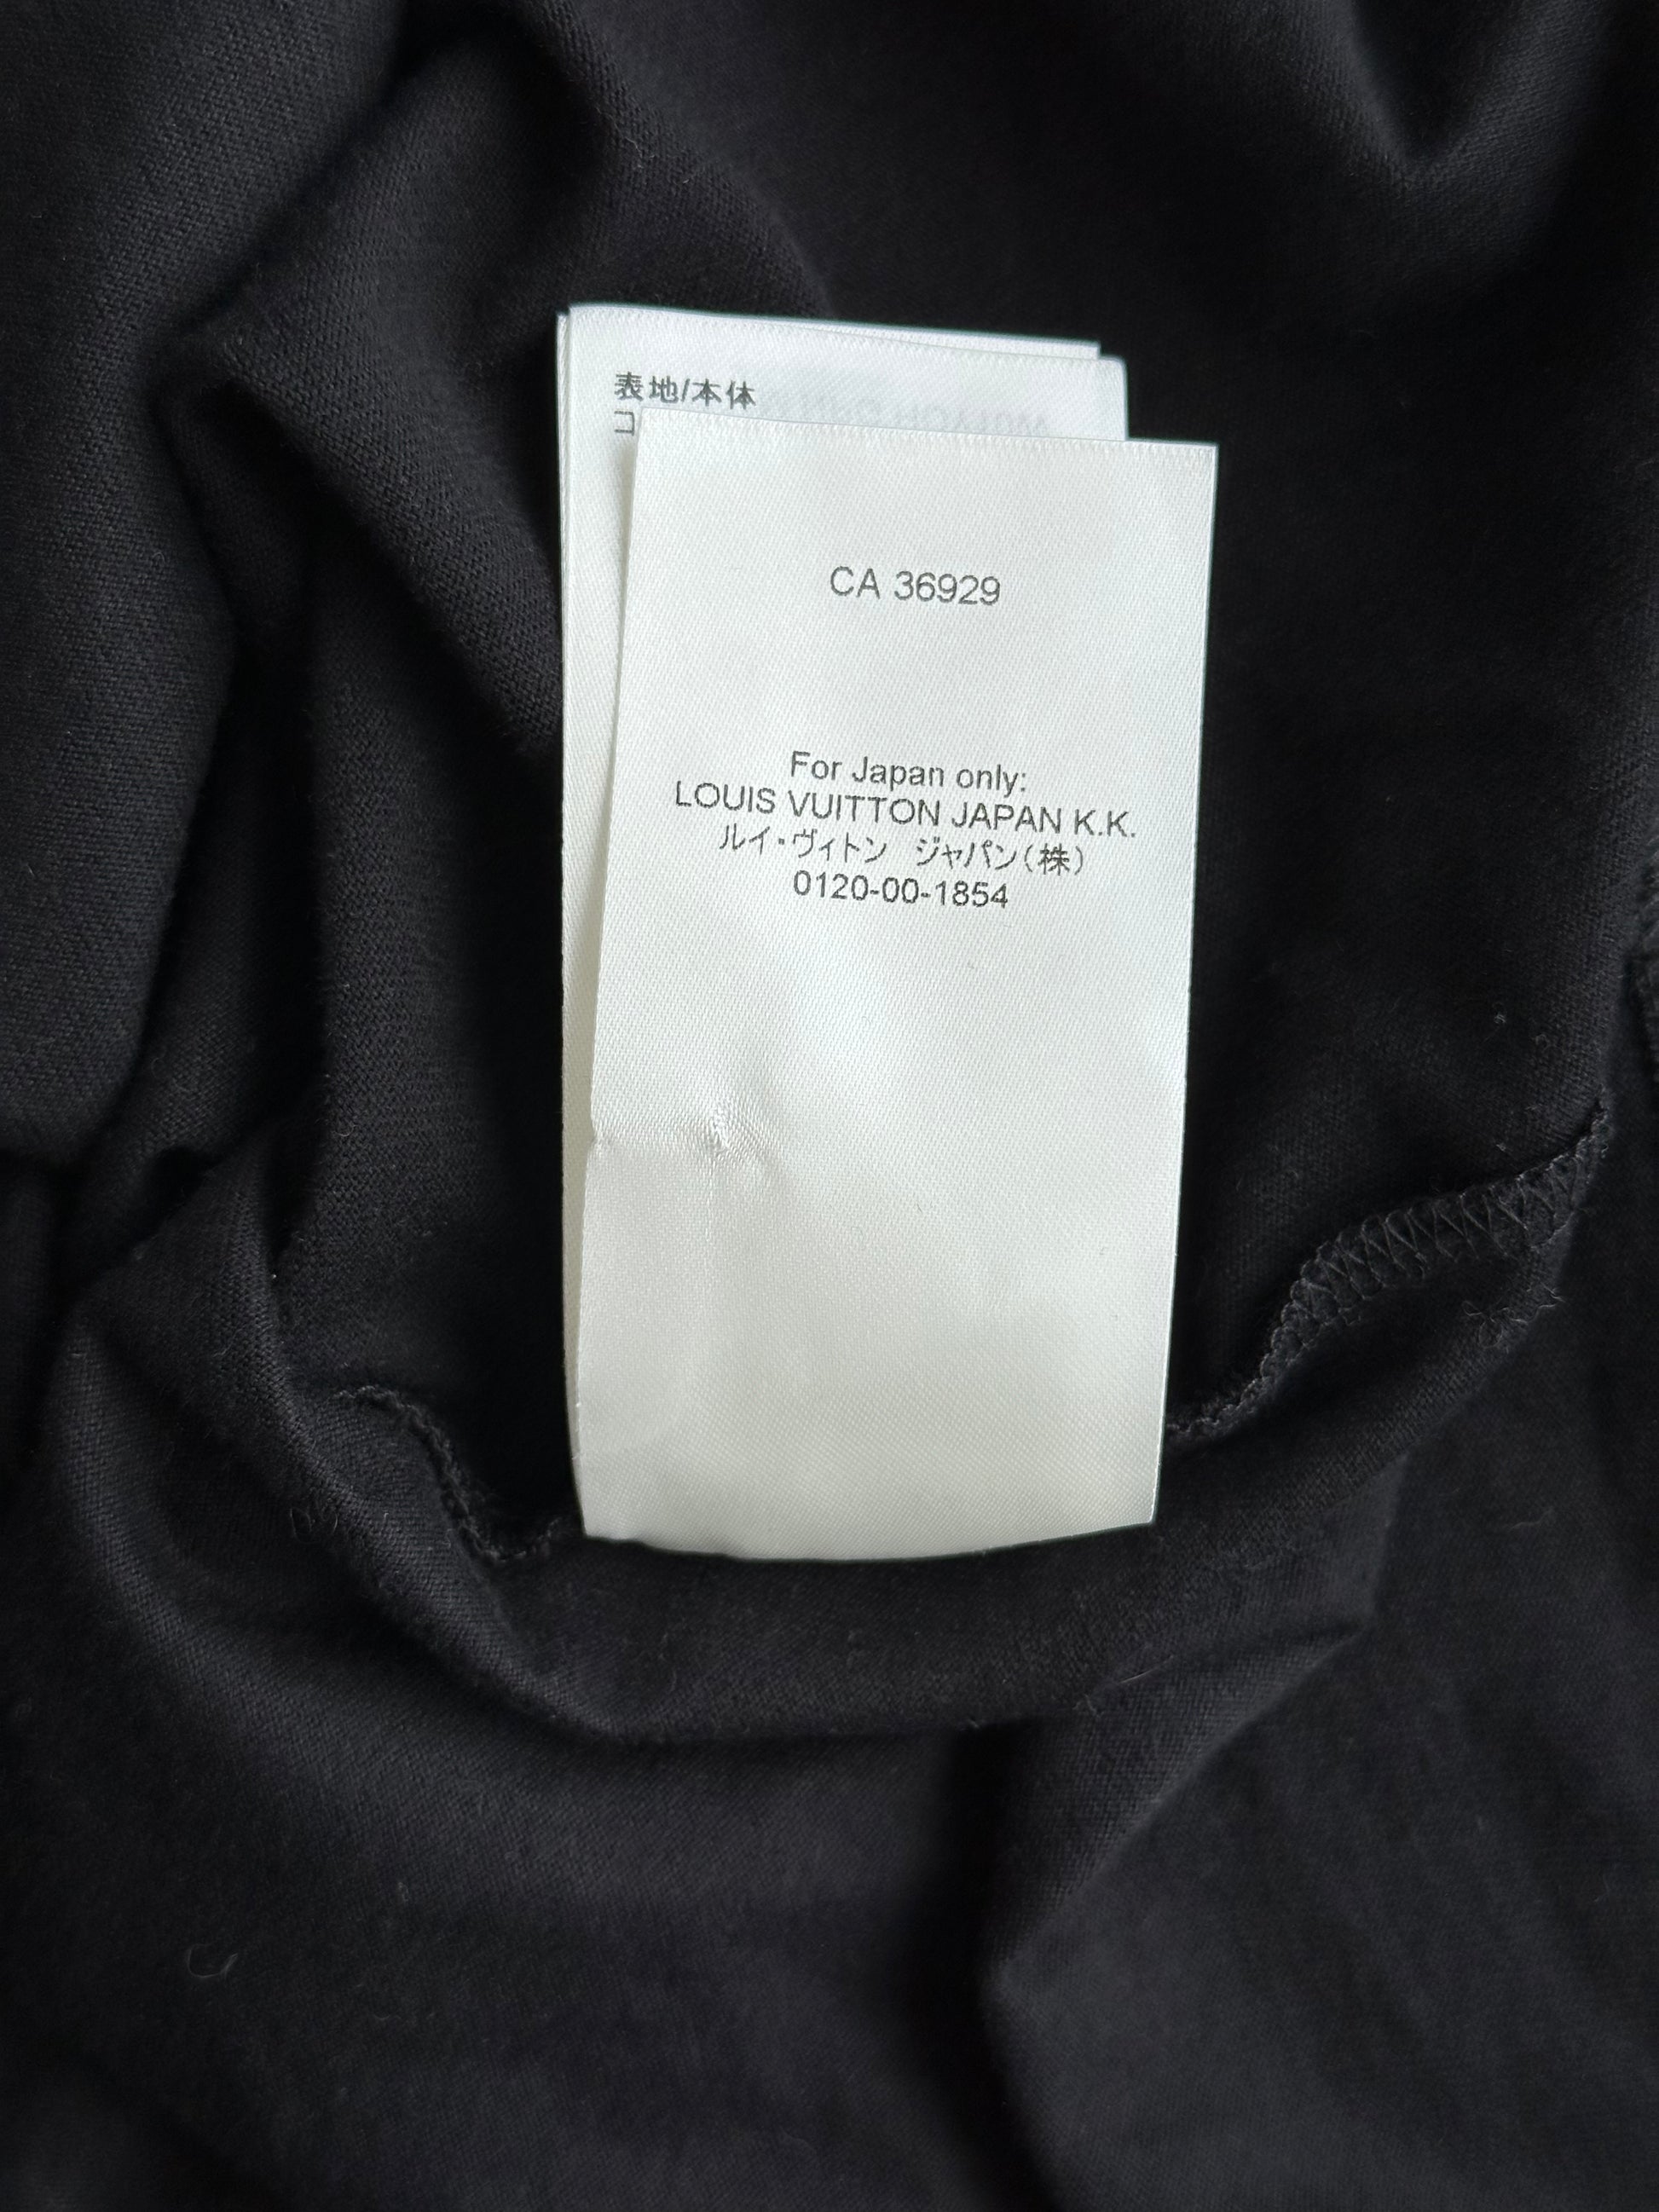 表地/本体
コ
CA 36929
For Japan only:
LOUIS VUITTON JAPAN K.K.
ルイ・ヴィトン　ジャパン(株)
0120-00-1854